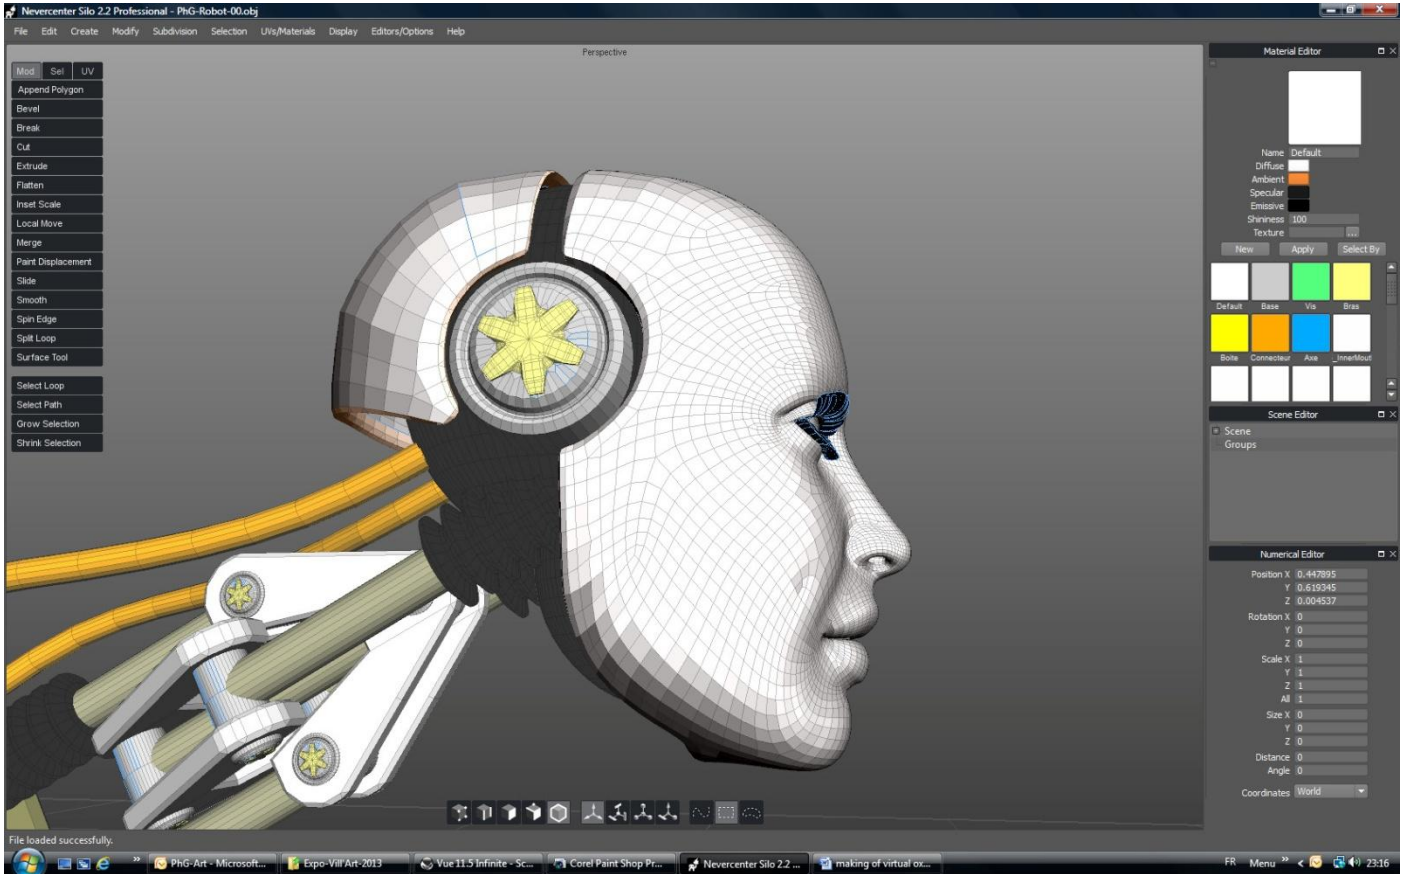 Nevercenter Silo 2.2 Professional - PhG-Robot-00.obj
File Edit Create Modify Subdivision Selection UVs/Materials Display Editors/Options Help
Perspective
Mod Sel UV
Append Polygon
Bevel
Break
Cut
Extrude
Flatten
Inset Scale
Local Move
Merge
Paint Displacement
Slide
Smooth
Spin Edge
Split Loop
Surface Tool
Select Loop
Select Path
Grow Selection
Shrink Selection
Material Editor
Name Default
Diffuse
Ambient
Specular
Emissive
Shininess 100
Texture ...
New Apply Select By
Default Base Vis Bras
Boite Connecteur Axe _InnerMout
Scene Editor
Scene
Groups
Numerical Editor
Position X 0.447895
Y 0.619345
Z 0.004537
Rotation X 0
Y 0
Z 0
Scale X 1
Y 1
Z 1
All 1
Size X 0
Y 0
Z 0
Distance 0
Angle 0
Coordinates World
File loaded successfully.
PhG-Art - Microsoft... Expo-Vill'Art-2013 Vue 11.5 Infinite - Sc... Corel Paint Shop Pr... Nevercenter Silo 2.2 ... making of virtual ox... FR Menu 23:16